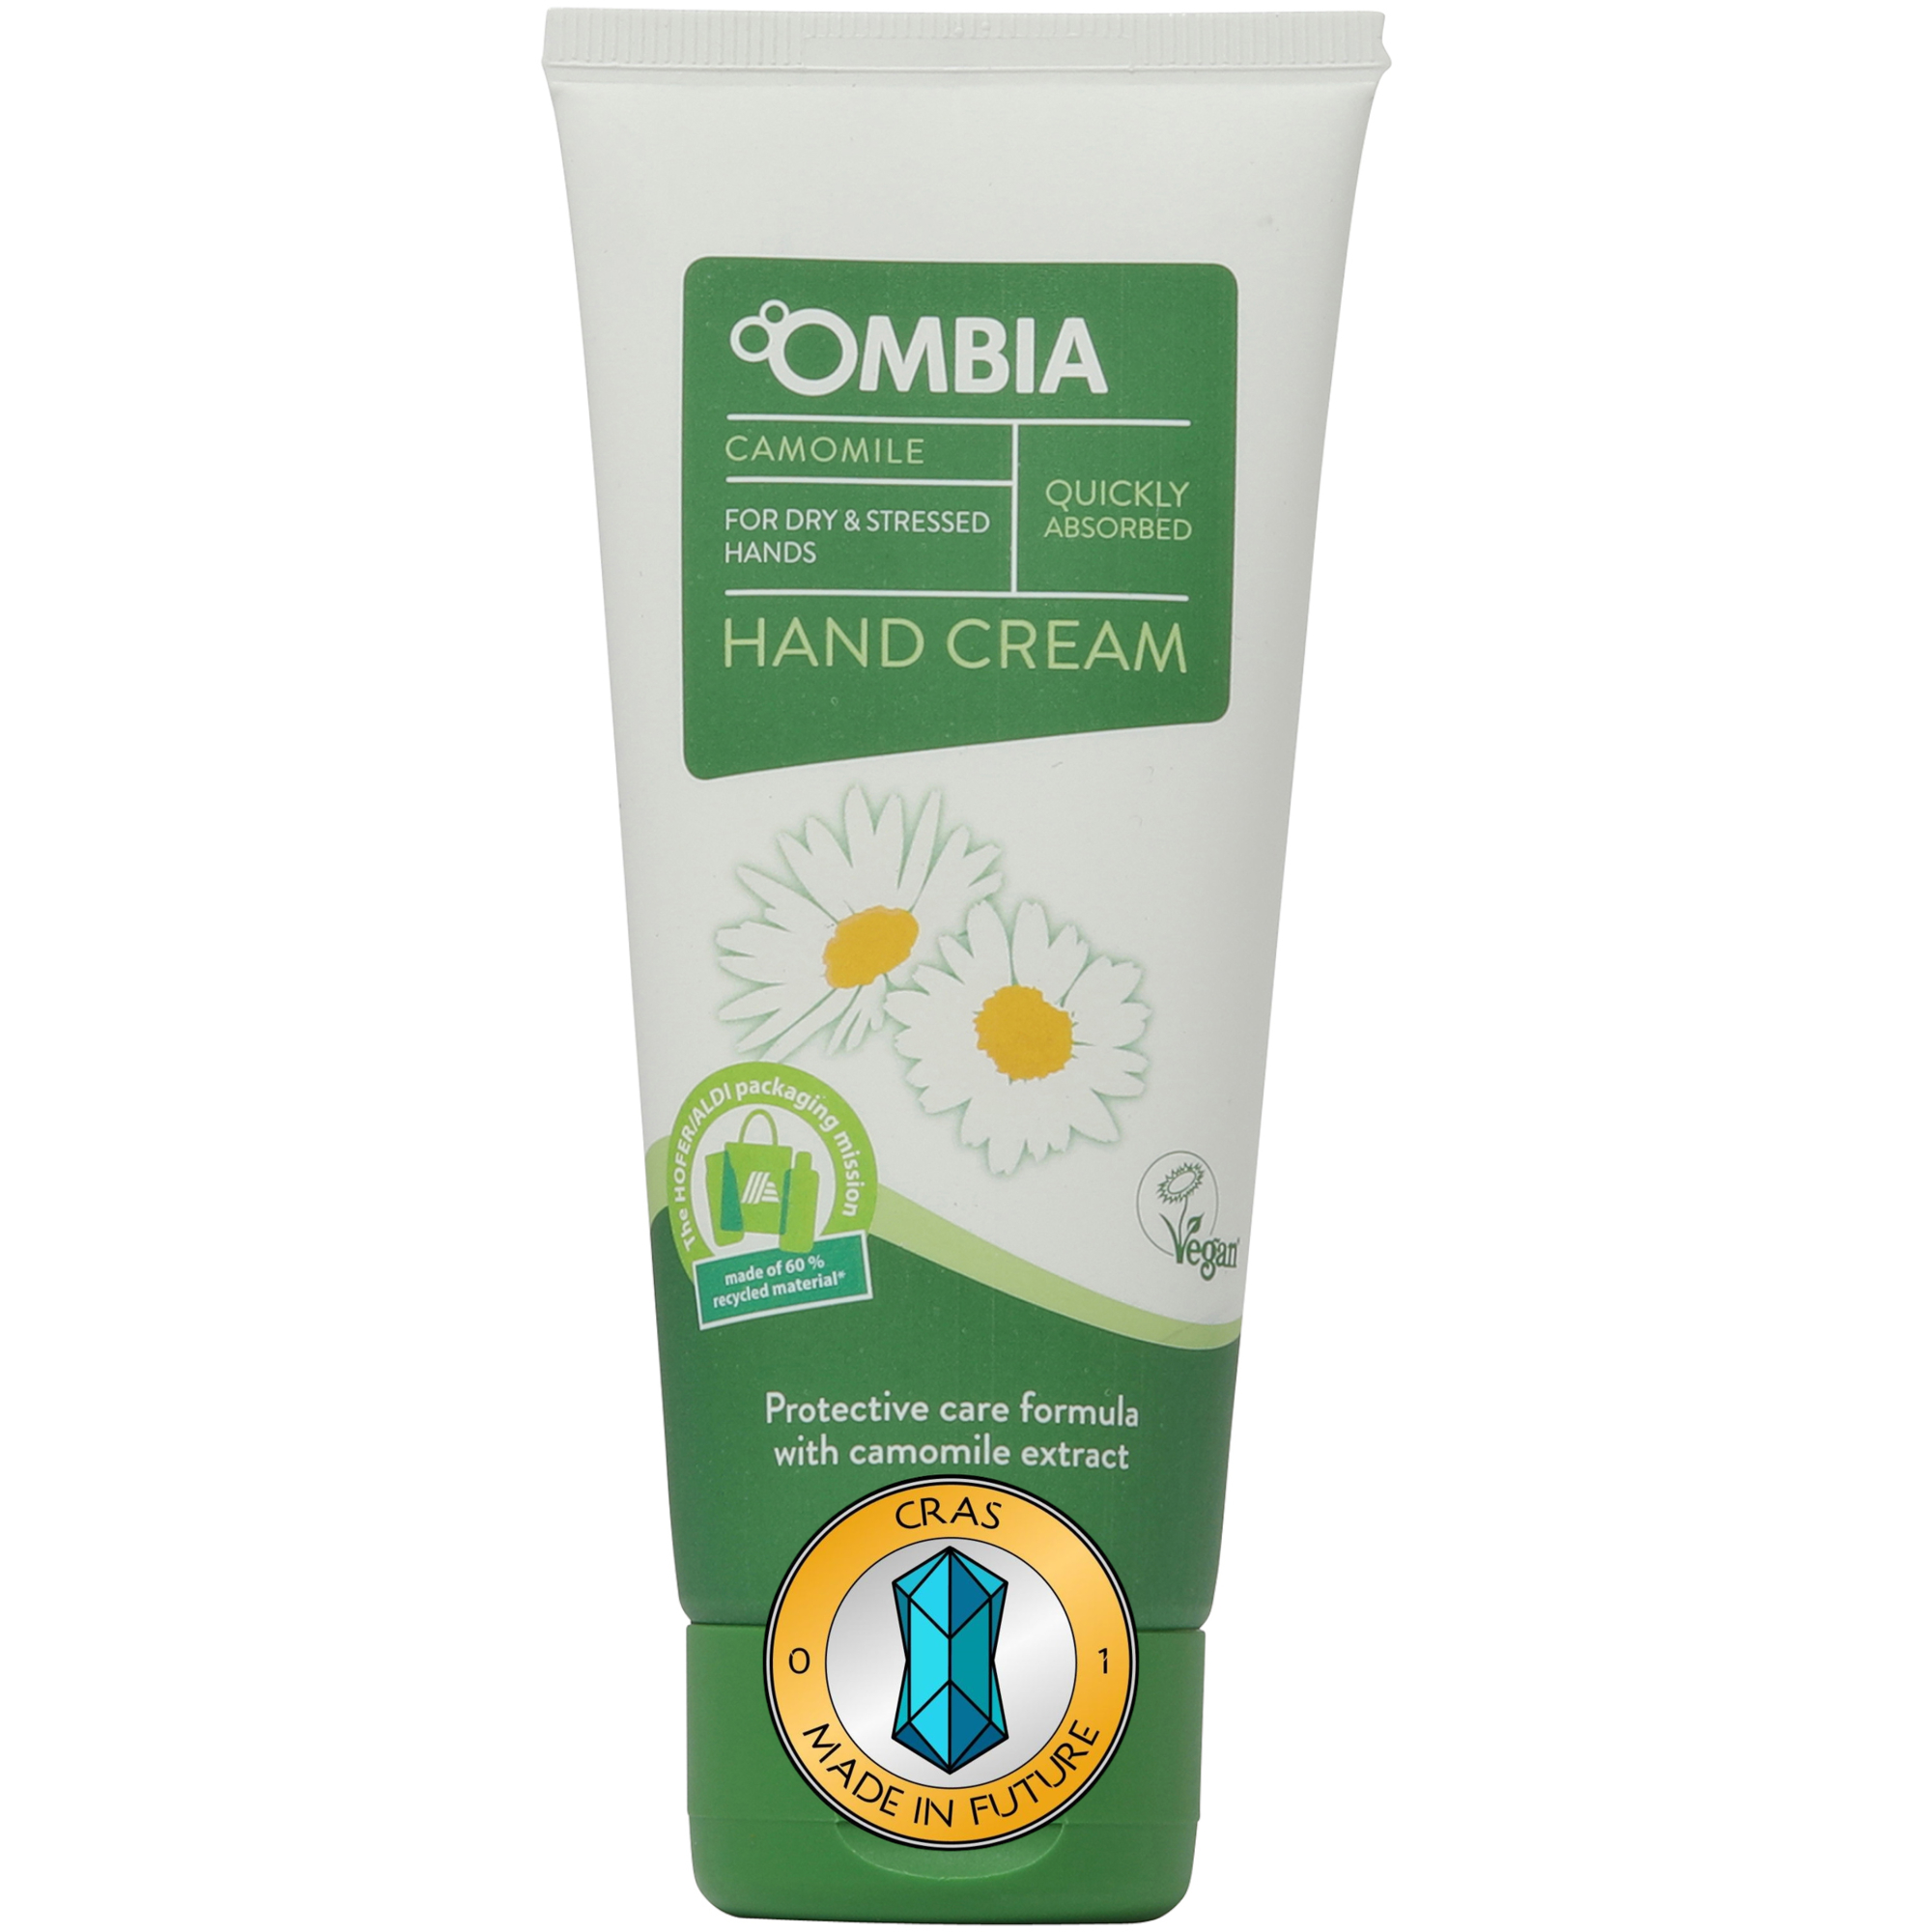 OMBIA
CAMOMILE
FOR DRY & STRESSED
HANDS
QUICKLY
ABSORBED
HAND CREAM
The HOFER/ALDI packaging mission
made of 60 %
recycled material*
Vegan
Protective care formula
with camomile extract
CRAS
0 1
MADE IN FUTURE